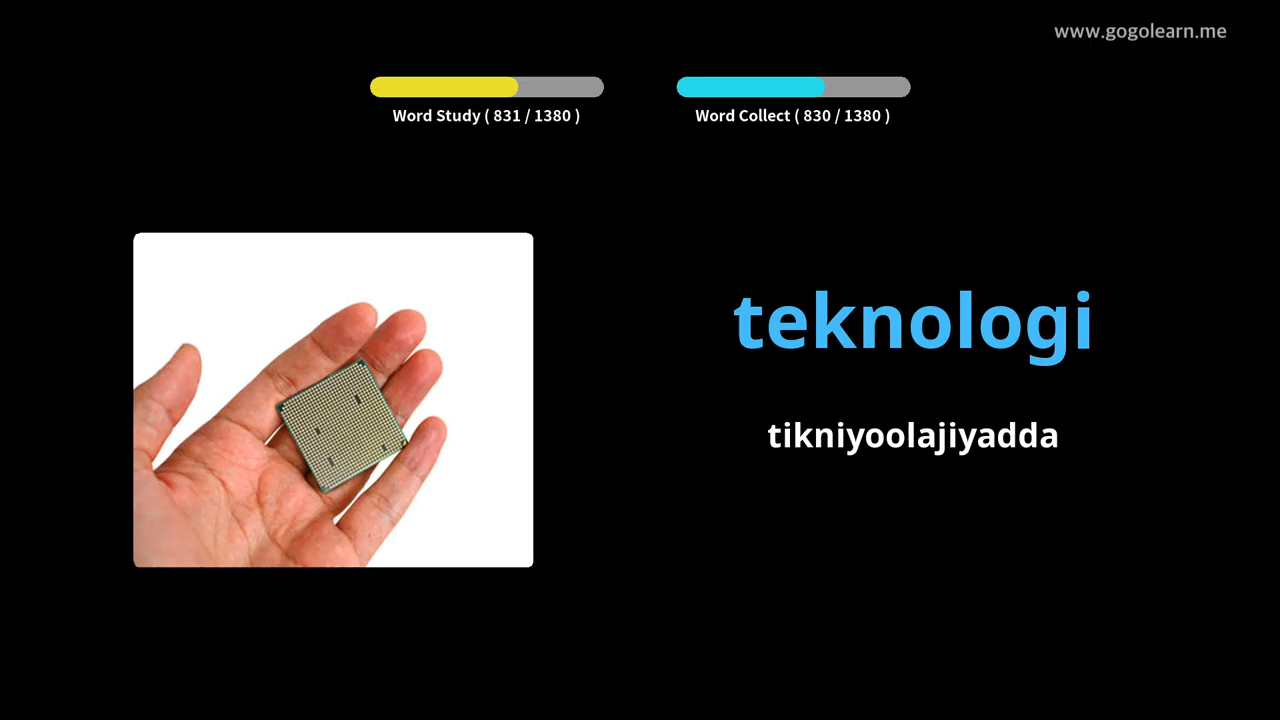 www.gogolearn.me
Word Study ( 831 / 1380 )
Word Collect ( 830 / 1380 )
teknologi
tikniyoolajiyadda